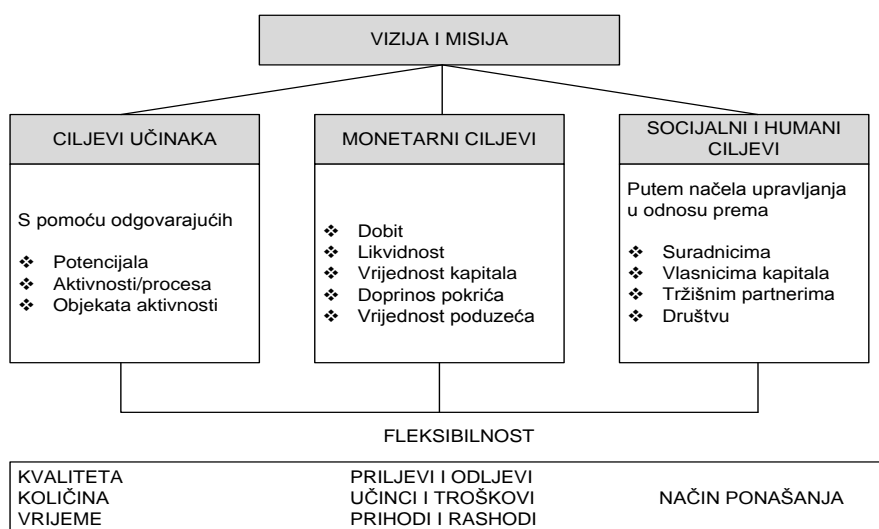 VIZIJA I MISIJA
CILJEVI UČINAKA
S pomoću odgovarajućih
❖ Potencijala
❖ Aktivnosti/procesa
❖ Objekata aktivnosti
MONETARNI CILJEVI
❖ Dobit
❖ Likvidnost
❖ Vrijednost kapitala
❖ Doprinos pokrića
❖ Vrijednost poduzeća
SOCIJALNI I HUMANI
CILJEVI
Putem načela upravljanja
u odnosu prema
❖ Suradnicima
❖ Vlasnicima kapitala
❖ Tržišnim partnerima
❖ Društvu
FLEKSIBILNOST
KVALITETA
KOLIČINA
VRIJEME
PRILJEVI I ODLJEVI
UČINCI I TROŠKOVI
PRIHODI I RASHODI
NAČIN PONAŠANJA